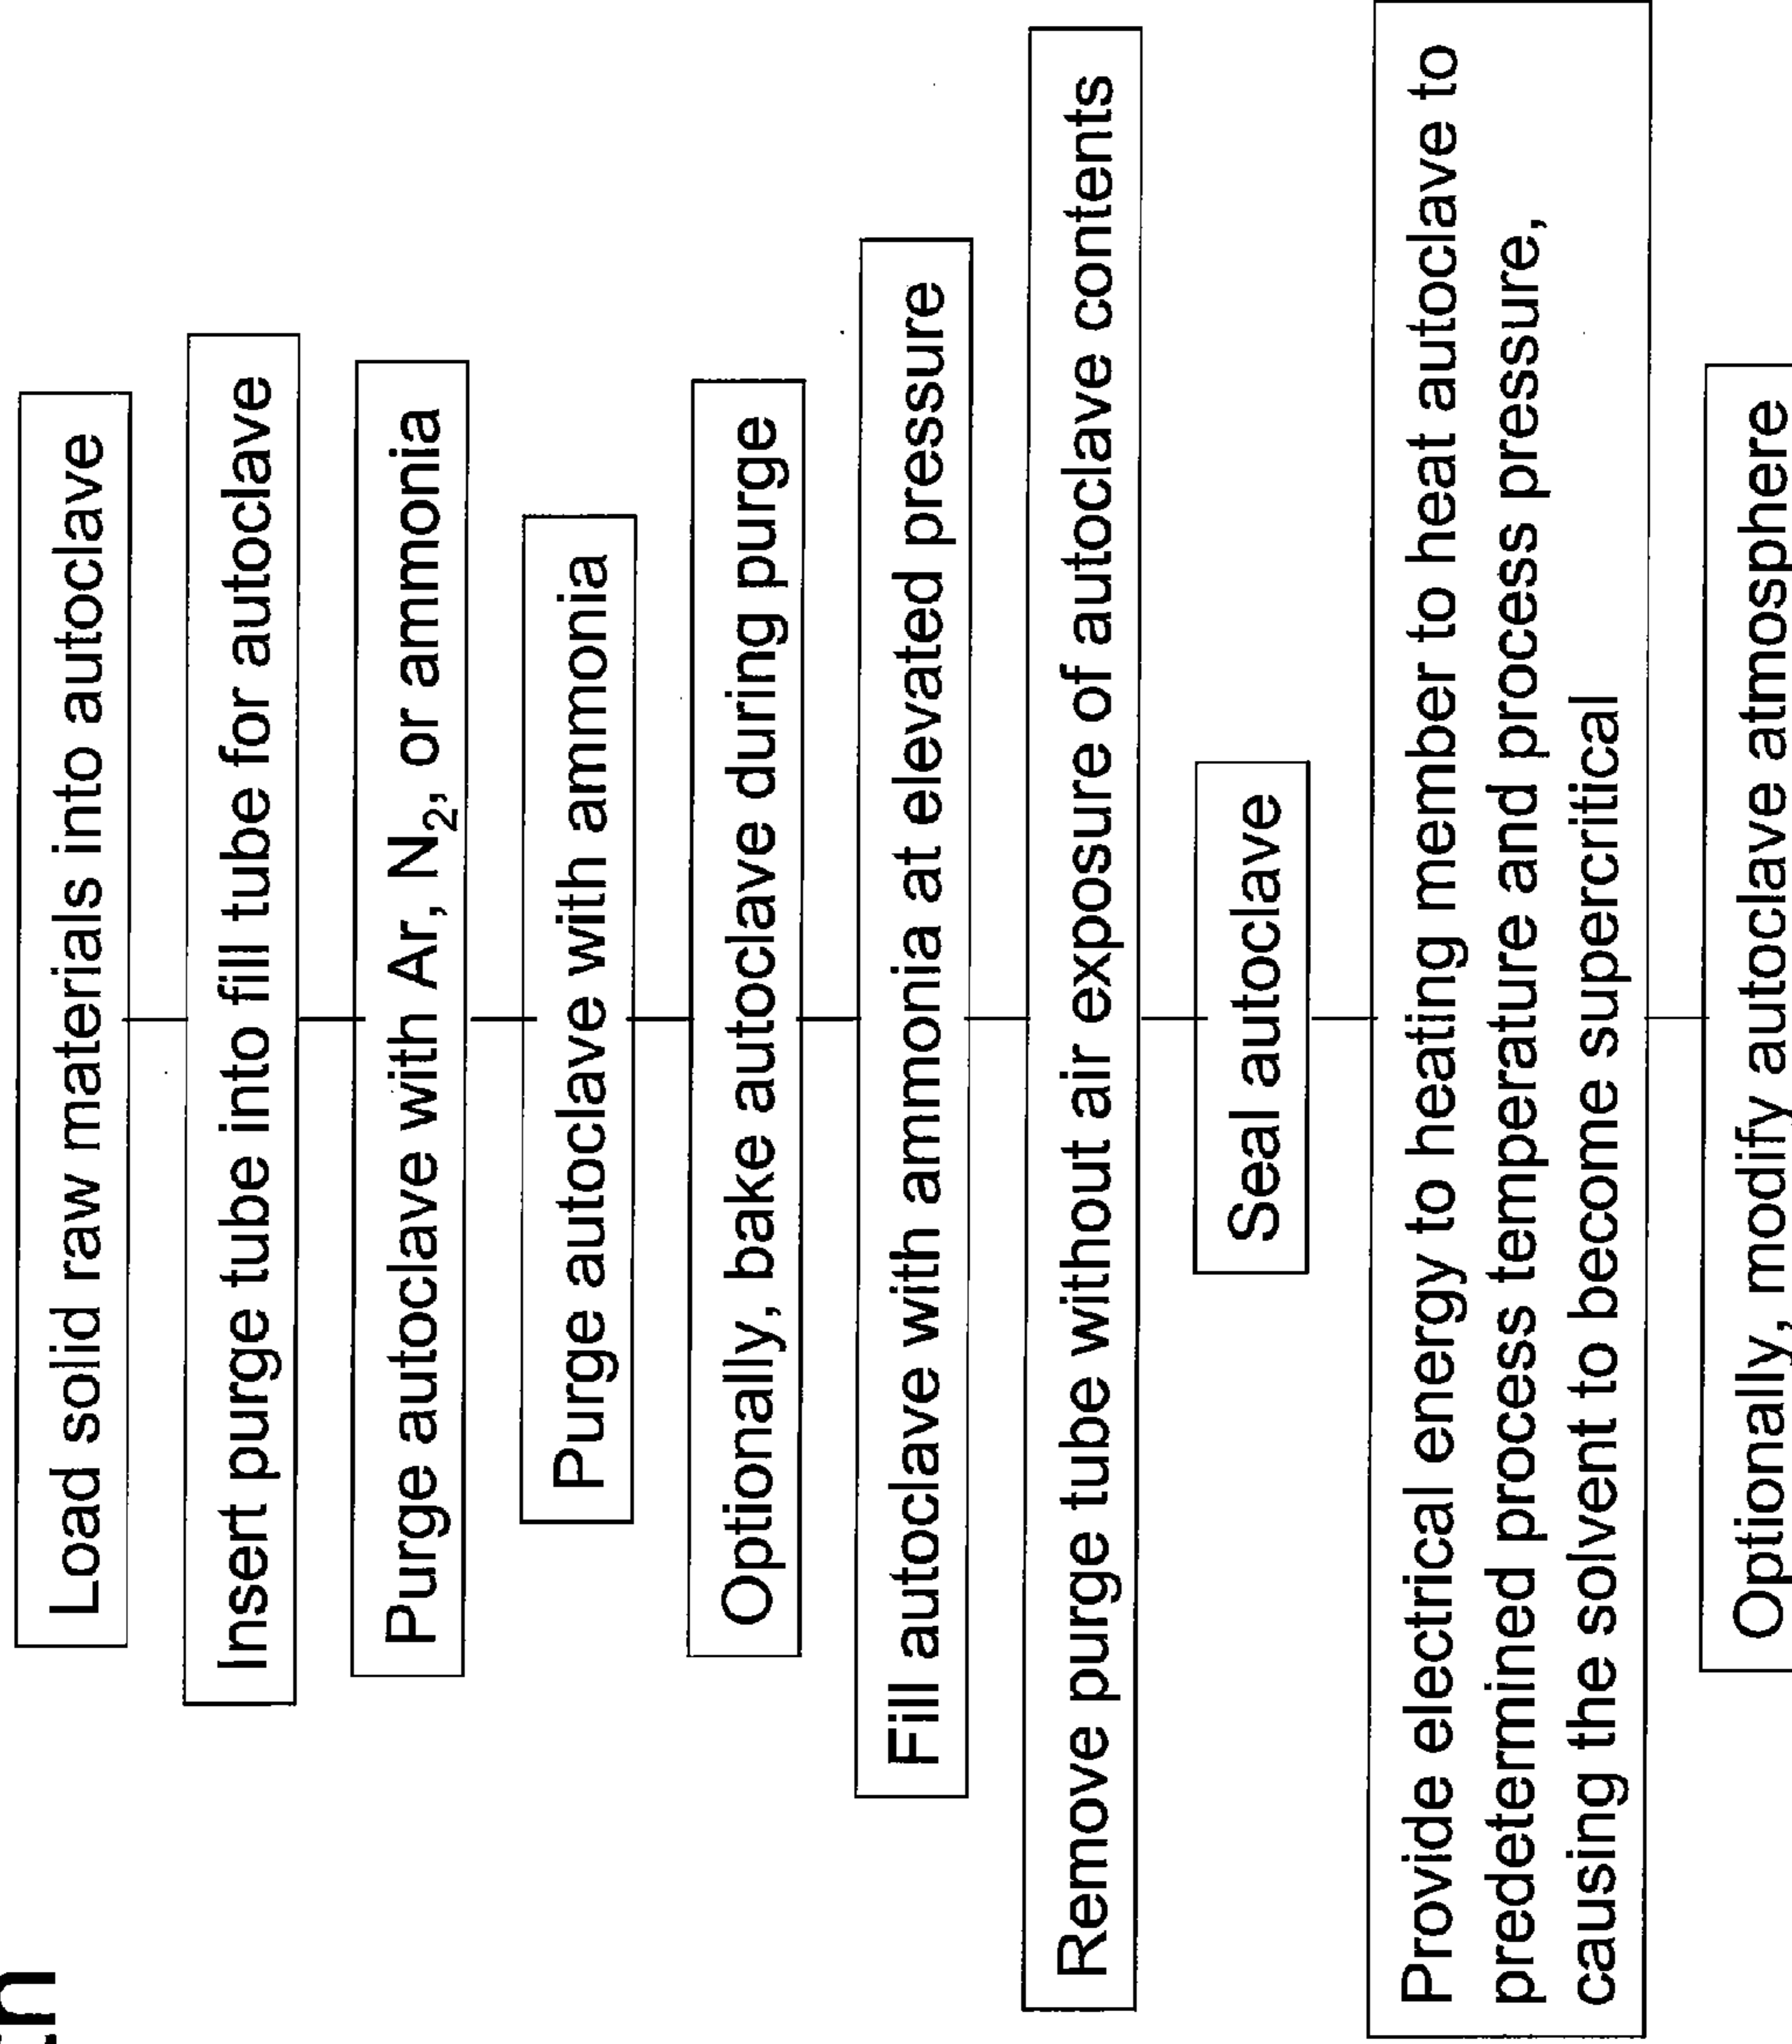 Load solid raw materials into autoclave
Insert purge tube into fill tube for autoclave
Purge autoclave with Ar, N₂, or ammonia
Purge autoclave with ammonia
Optionally, bake autoclave during purge
Fill autoclave with ammonia at elevated pressure
Remove purge tube without air exposure of autoclave contents
Seal autoclave
Provide electrical energy to heating member to heat autoclave to
predetermined process temperature and process pressure,
causing the solvent to become supercritical
Optionally, modify autoclave atmosphere